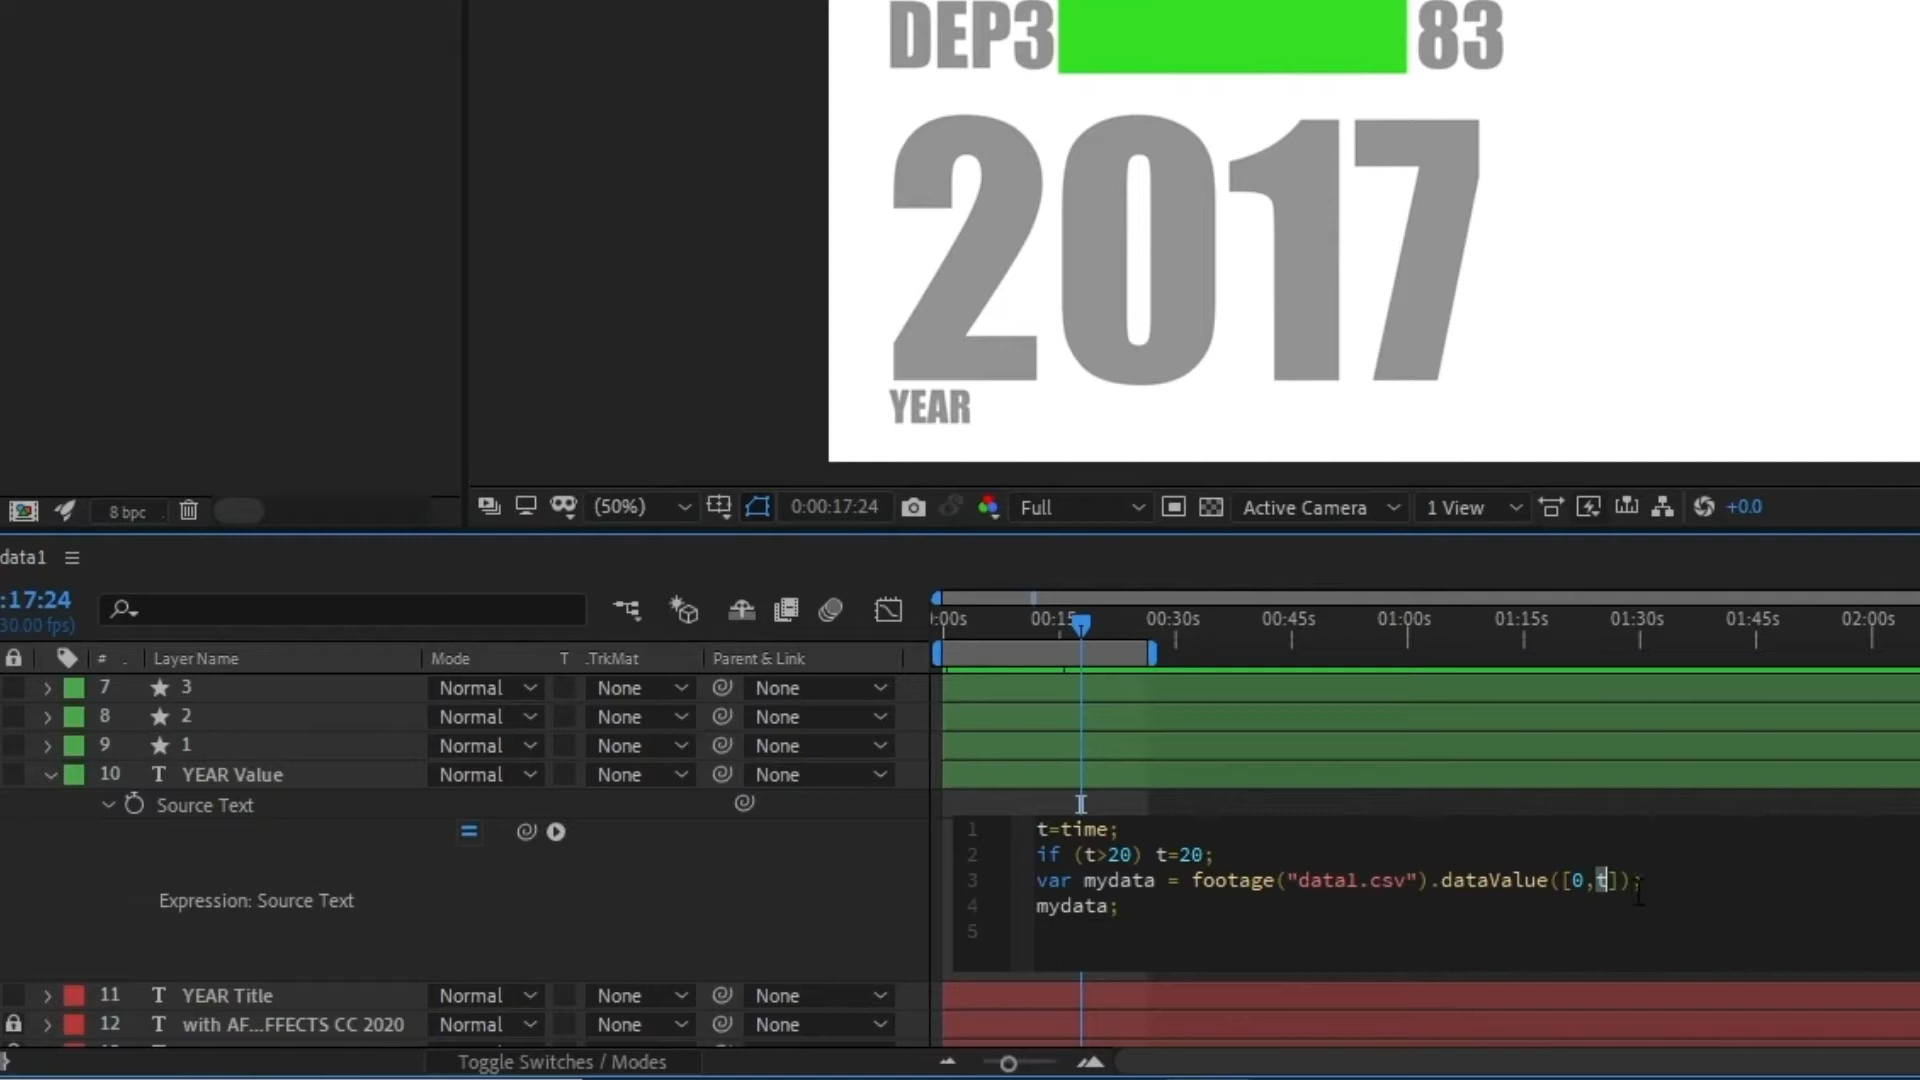 DEP3 83
2017
YEAR
8 bpc (50%) 0:00:17:24 Full Active Camera 1 View +0.0
data1
:17:24
30.00 fps)
:00s 00:15 00:30s 00:45s 01:00s 01:15s 01:30s 01:45s 02:00s
# . Layer Name Mode T .TrkMat Parent & Link
7 3 Normal None None
8 2 Normal None None
9 1 Normal None None
10 T YEAR Value Normal None None
Source Text
1 t=time;
2 if (t>20) t=20;
3 var mydata = footage("data1.csv").dataValue([0,t]);
4 mydata;
5
Expression: Source Text
11 T YEAR Title Normal None None
12 T with AF...FFECTS CC 2020 Normal None None
Toggle Switches / Modes